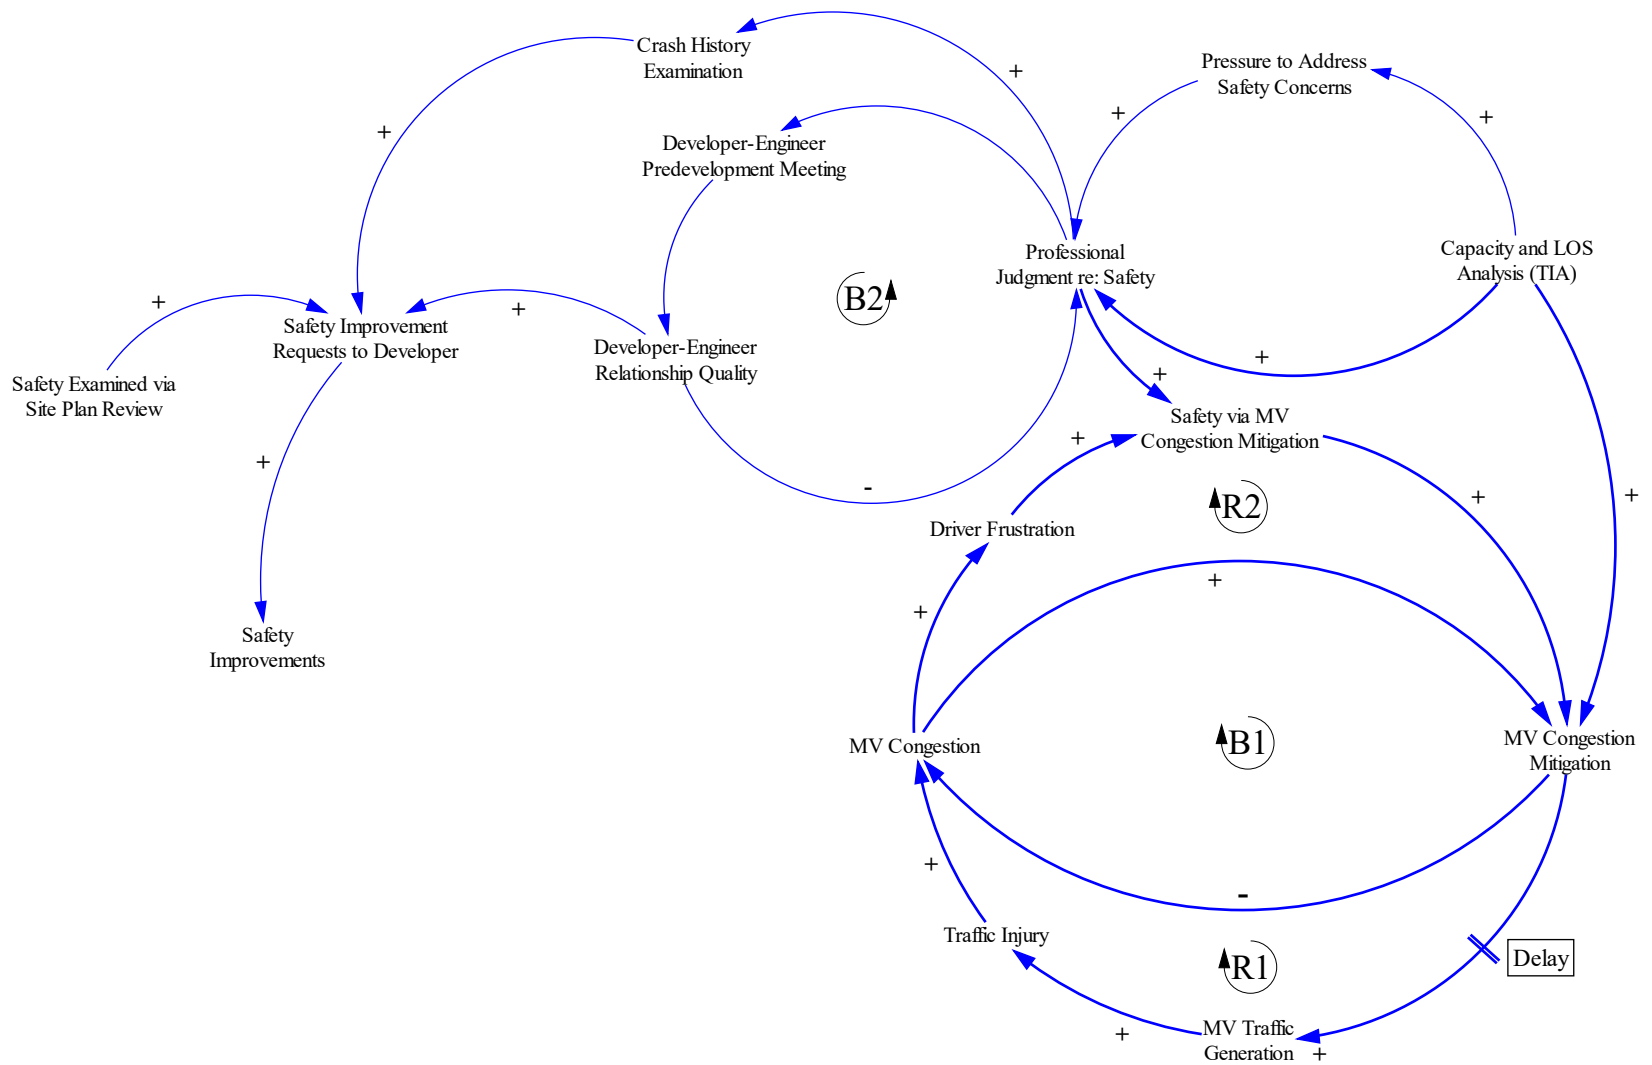 Crash History
Examination
+
Pressure to Address
Safety Concerns
+
+
+
Developer-Engineer
Predevelopment Meeting
Professional
Judgment re: Safety
Capacity and LOS
Analysis (TIA)
B2
+
+
Safety Improvement
Requests to Developer
Developer-Engineer
Relationship Quality
+
+
Safety Examined via
Site Plan Review
Safety via MV
Congestion Mitigation
+
+
-
+
+
R2
Driver Frustration
+
+
Safety
Improvements
MV Congestion
B1
MV Congestion
Mitigation
+
-
Traffic Injury
R1
Delay
+
MV Traffic
Generation
+